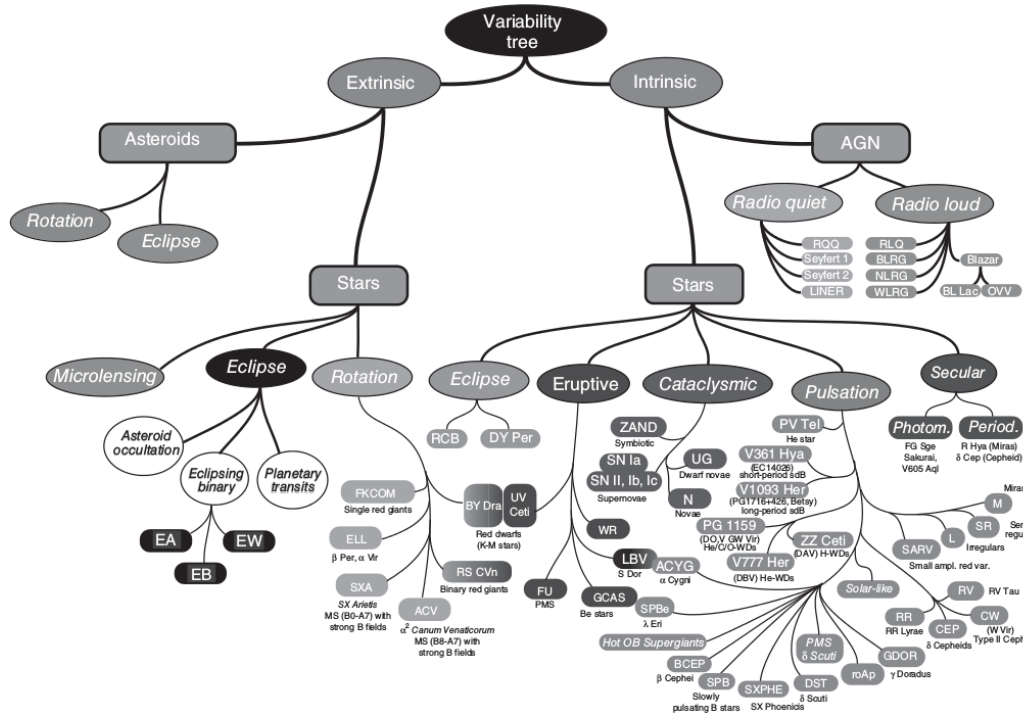 Variability
tree
Extrinsic
Intrinsic
Asteroids
AGN
Rotation
Eclipse
Radio quiet
Radio loud
RQQ
Seyfert 1
Seyfert 2
LINER
RLQ
BLRG
NLRG
WLRG
Blazar
BL Lac
OVV
Stars
Stars
Microlensing
Eclipse
Rotation
Eclipse
Eruptive
Cataclysmic
Pulsation
Secular
Asteroid
occultation
Eclipsing
binary
Planetary
transits
EA
EB
EW
RCB
DY Per
FKCOM
Single red giants
ELL
β Per, α Vir
SXA
SX Arietis
MS (B0-A7) with
strong B fields
ACV
α² Canum Venaticorum
MS (B8-A7) with
strong B fields
RS CVn
Binary red giants
BY Dra
UV
Ceti
Red dwarfs
(K-M stars)
FU
PMS
WR
LBV
S Dor
GCAS
Be stars
ZAND
Symbiotic
SN Ia
SN II, Ib, Ic
Supernovae
UG
Dwarf novae
N
Novae
PV Tel
He star
V361 Hya
(EC14026)
short-period sdB
V1093 Her
(PG1716+426, Betsy)
long-period sdB
PG 1159
(DO,V GW Vir)
He/C/O-WDs
ZZ Ceti
(DAV) H-WDs
V777 Her
(DBV) He-WDs
ACYG
α Cygni
SPBe
λ Eri
Hot OB Supergiants
BCEP
β Cephei
SPB
Slowly
pulsating B stars
SXPHE
SX Phoenicis
DST
δ Scuti
PMS
δ Scuti
roAp
GDOR
γ Doradus
Solar-like
Photom.
FG Sge
Sakurai,
V605 Aql
Period.
R Hya (Miras)
δ Cep (Cepheid)
M
Miras
SR
Sem
regul
L
Irregulars
SARV
Small ampl. red var.
RV
RV Tau
CW
(W Vir)
Type II Ceph
CEP
δ Cepheids
RR
RR Lyrae